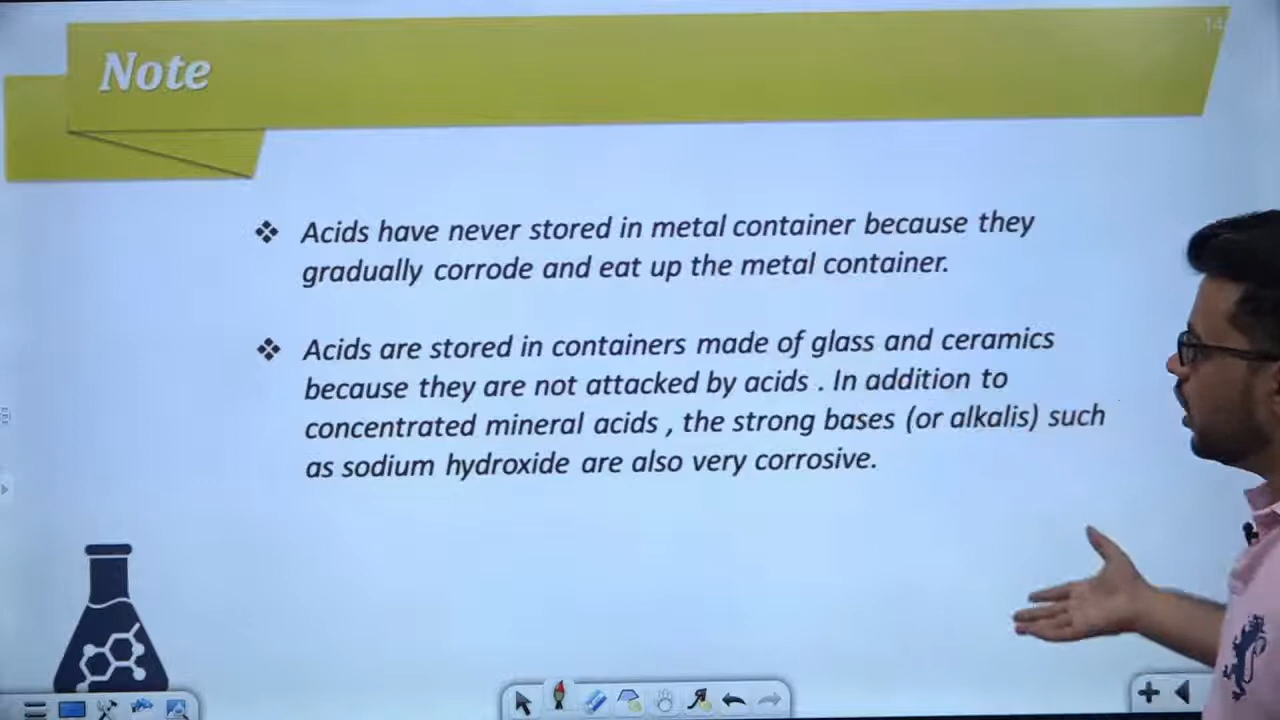 14
Note
❖ Acids have never stored in metal container because they
gradually corrode and eat up the metal container.
❖ Acids are stored in containers made of glass and ceramics
because they are not attacked by acids . In addition to
concentrated mineral acids , the strong bases (or alkalis) such
as sodium hydroxide are also very corrosive.